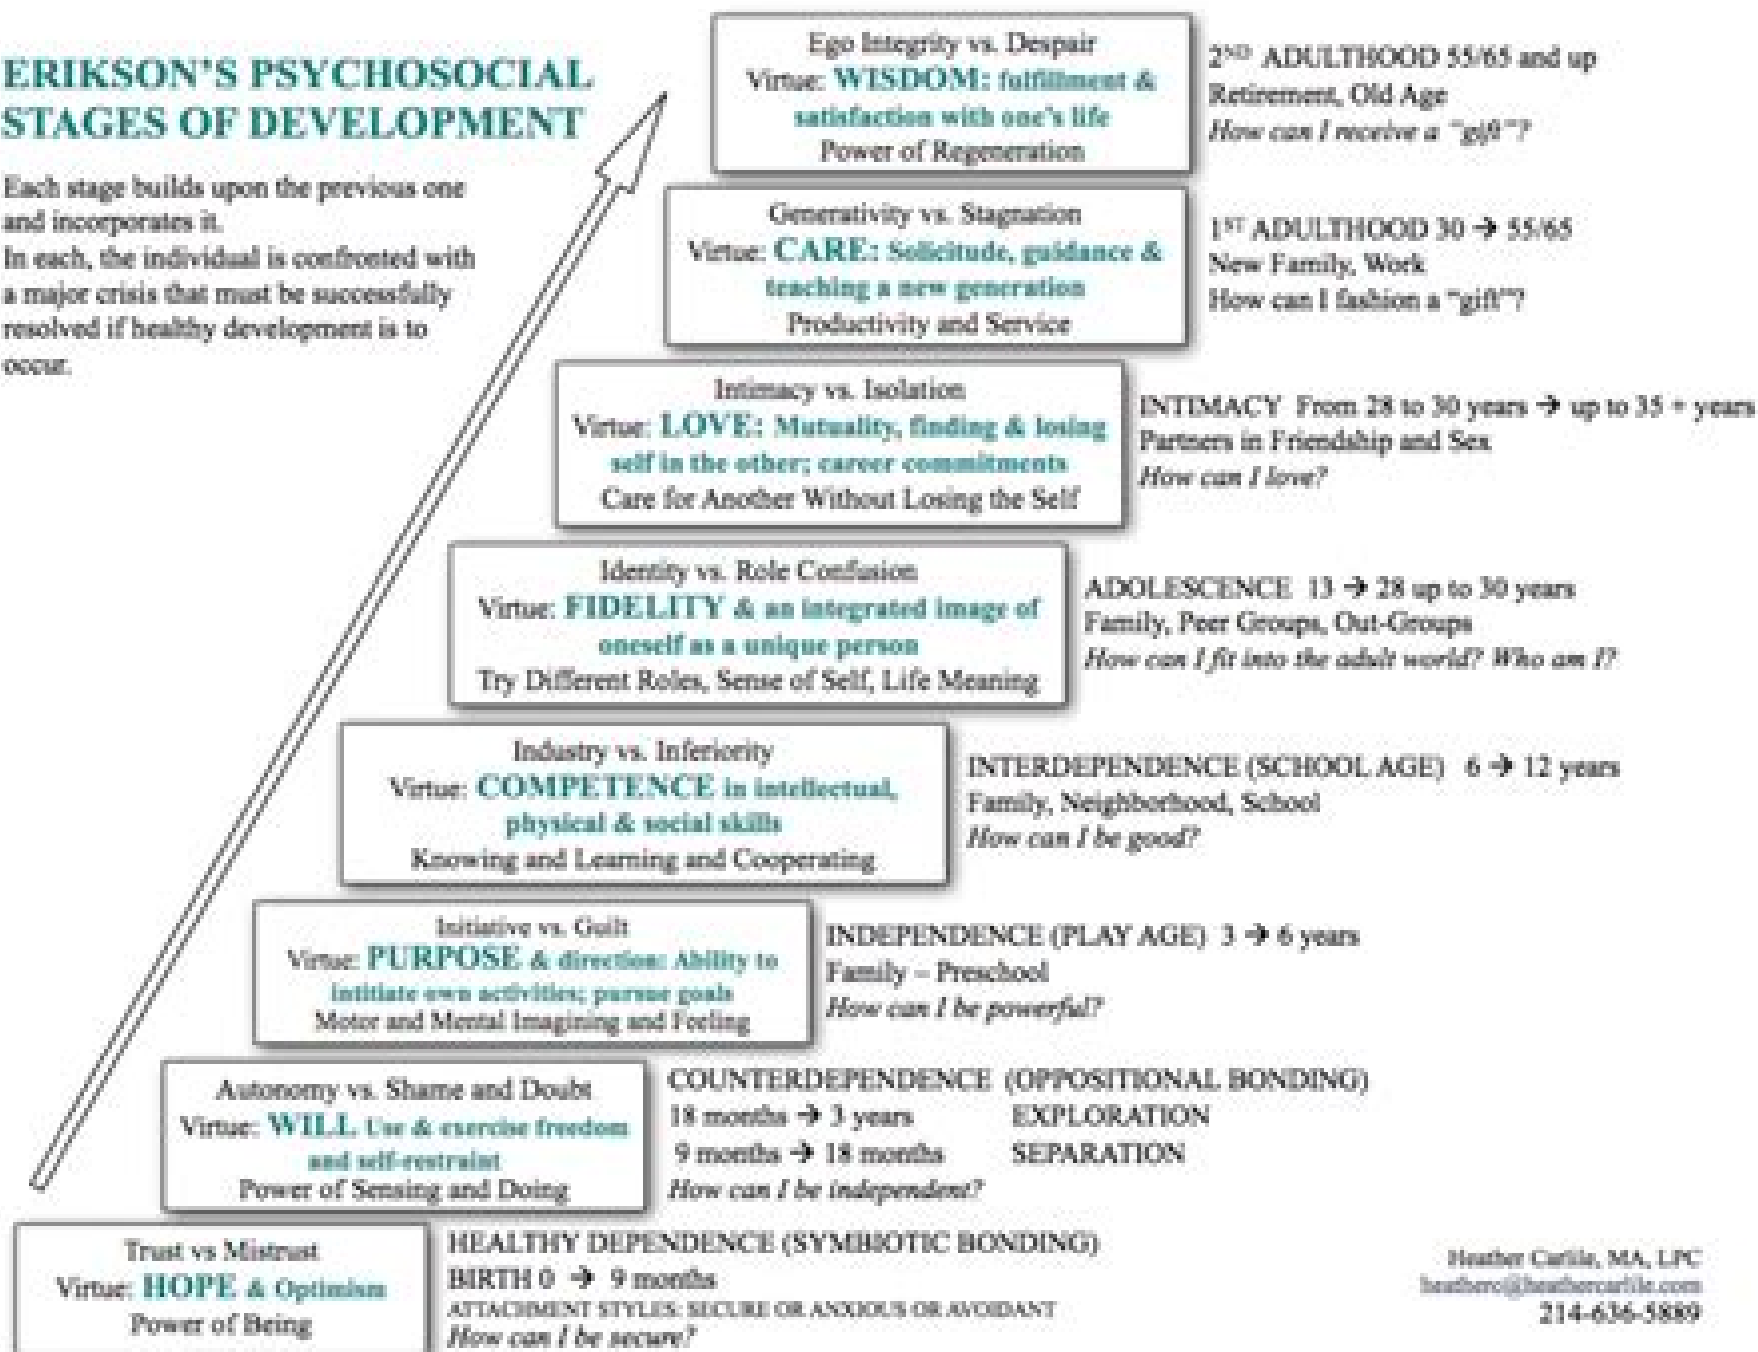 ERIKSON'S PSYCHOSOCIAL
STAGES OF DEVELOPMENT
Each stage builds upon the previous one
and incorporates it.
In each, the individual is confronted with
a major crisis that must be successfully
resolved if healthy development is to
occur.
Ego Integrity vs. Despair
Virtue: WISDOM: fulfillment &
satisfaction with one's life
Power of Regeneration
2ND ADULTHOOD 55/65 and up
Retirement, Old Age
How can I receive a "gift"?
Generativity vs. Stagnation
Virtue: CARE: Solicitude, guidance &
teaching a new generation
Productivity and Service
1ST ADULTHOOD 30 → 55/65
New Family, Work
How can I fashion a "gift"?
Intimacy vs. Isolation
Virtue: LOVE: Mutuality, finding & losing
self in the other; career commitments
Care for Another Without Losing the Self
INTIMACY From 28 to 30 years → up to 35 + years
Partners in Friendship and Sex
How can I love?
Identity vs. Role Confusion
Virtue: FIDELITY & an integrated image of
oneself as a unique person
Try Different Roles, Sense of Self, Life Meaning
ADOLESCENCE 13 → 28 up to 30 years
Family, Peer Groups, Out-Groups
How can I fit into the adult world? Who am I?
Industry vs. Inferiority
Virtue: COMPETENCE in intellectual,
physical & social skills
Knowing and Learning and Cooperating
INTERDEPENDENCE (SCHOOL AGE) 6 → 12 years
Family, Neighborhood, School
How can I be good?
Initiative vs. Guilt
Virtue: PURPOSE & direction: Ability to
intitiate own activities; pursue goals
Motor and Mental Imagining and Feeling
INDEPENDENCE (PLAY AGE) 3 → 6 years
Family – Preschool
How can I be powerful?
Autonomy vs. Shame and Doubt
Virtue: WILL Use & exercise freedom
and self-restraint
Power of Sensing and Doing
COUNTERDEPENDENCE (OPPOSITIONAL BONDING)
18 months → 3 years EXPLORATION
9 months → 18 months SEPARATION
How can I be independent?
Trust vs Mistrust
Virtue: HOPE & Optimism
Power of Being
HEALTHY DEPENDENCE (SYMBIOTIC BONDING)
BIRTH 0 → 9 months
ATTACHMENT STYLES: SECURE OR ANXIOUS OR AVOIDANT
How can I be secure?
Heather Carlile, MA, LPC
heatherc@heathercarlile.com
214-636-5889